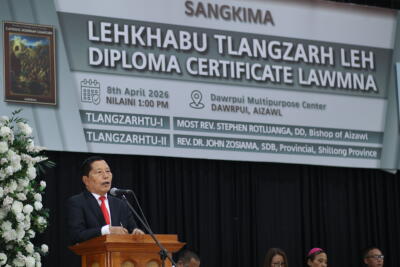 SANGKIMA
LEHKHABU TLANGZARH LEH
DIPLOMA CERTIFICATE LAWMNA
8th April 2026
NILAINI 1:00 PM
Dawrpui Multipurpose Center
DAWRPUI, AIZAWL
TLANGZARHTU-I MOST REV. STEPHEN ROTLUANGA, DD, Bishop of Aizawl
TLANGZARHTU-II REV. DR. JOHN ZOSIAMA, SDB, Provincial, Shillong Province